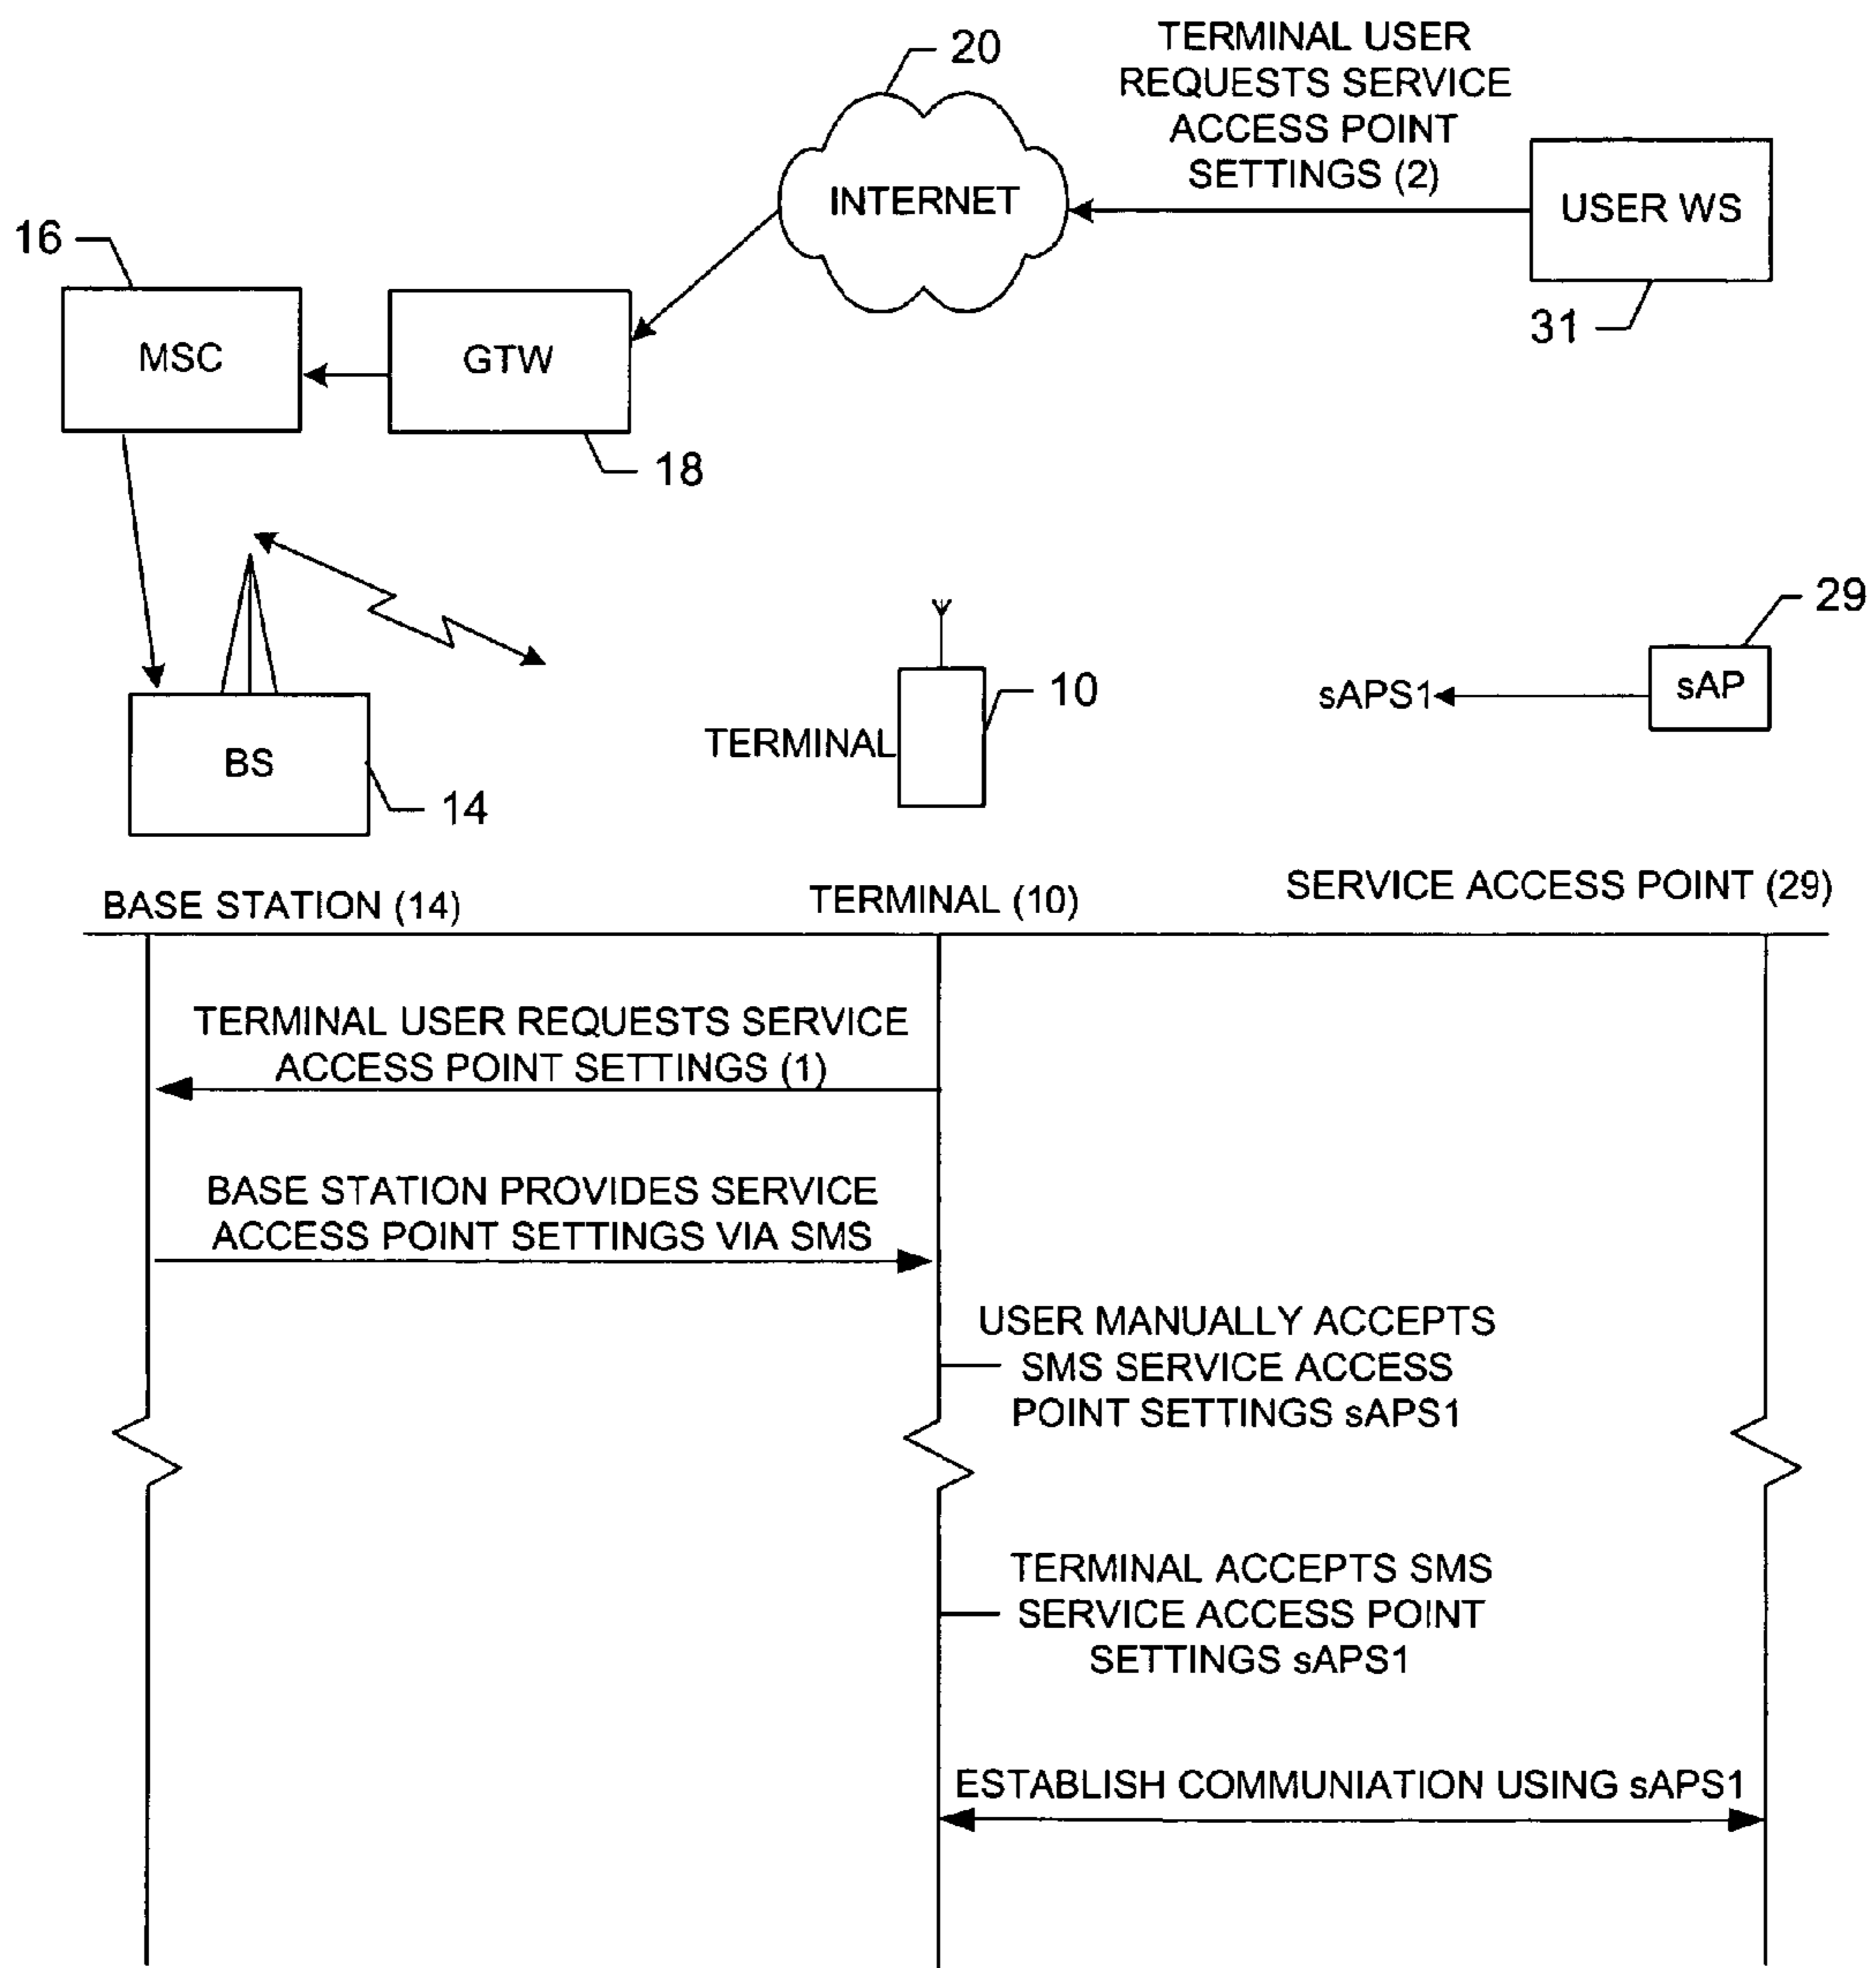 20
TERMINAL USER
REQUESTS SERVICE
ACCESS POINT
SETTINGS (2)
INTERNET
USER WS
16
31
MSC
GTW
18
29
sAP
sAPS1
10
TERMINAL
BS
14
BASE STATION (14)
TERMINAL (10)
SERVICE ACCESS POINT (29)
TERMINAL USER REQUESTS SERVICE
ACCESS POINT SETTINGS (1)
BASE STATION PROVIDES SERVICE
ACCESS POINT SETTINGS VIA SMS
USER MANUALLY ACCEPTS
SMS SERVICE ACCESS
POINT SETTINGS sAPS1
TERMINAL ACCEPTS SMS
SERVICE ACCESS POINT
SETTINGS sAPS1
ESTABLISH COMMUNIATION USING sAPS1